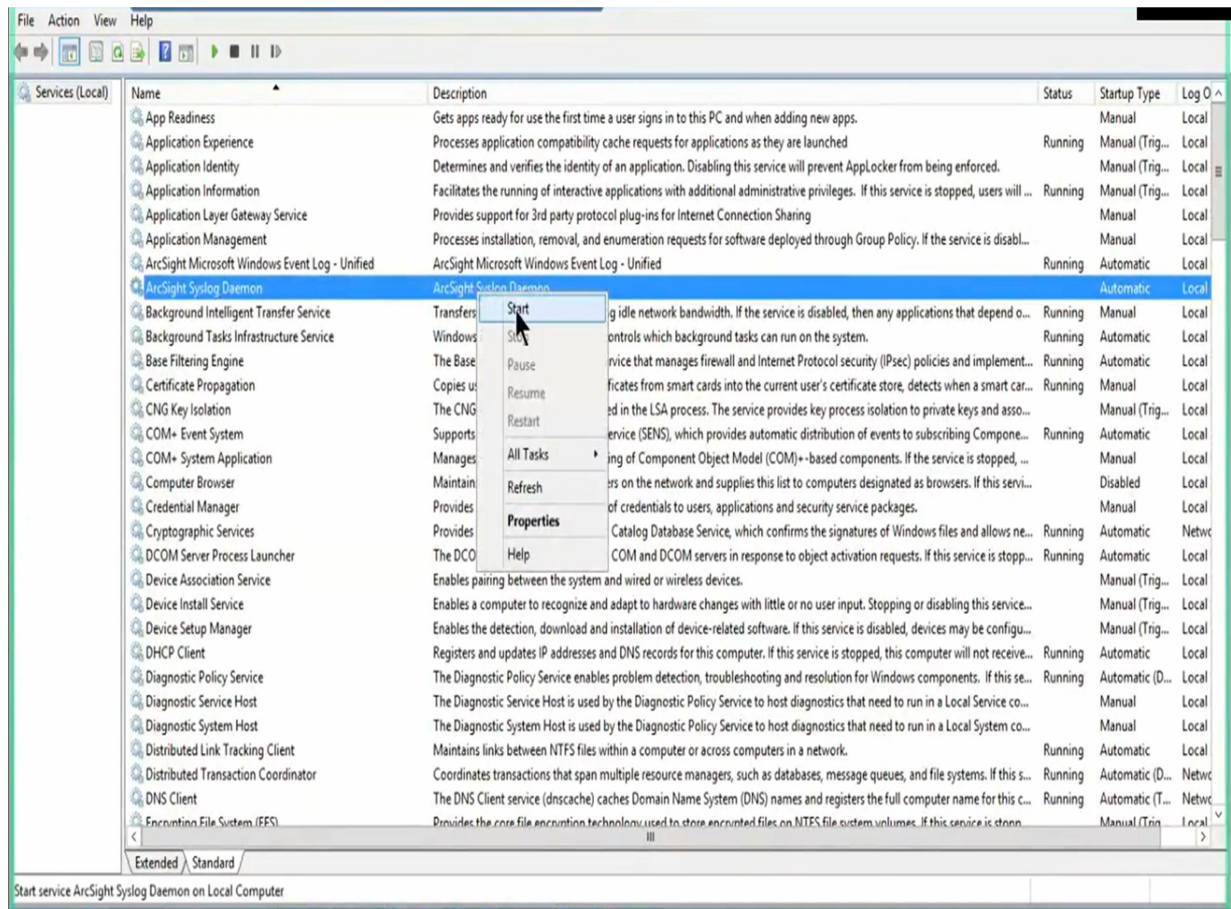 File Action View Help
Services (Local)
Name Description Status Startup Type Log O
App Readiness Gets apps ready for use the first time a user signs in to this PC and when adding new apps. Manual Local
Application Experience Processes application compatibility cache requests for applications as they are launched Running Manual (Trig... Local
Application Identity Determines and verifies the identity of an application. Disabling this service will prevent AppLocker from being enforced. Manual (Trig... Local
Application Information Facilitates the running of interactive applications with additional administrative privileges. If this service is stopped, users will ... Running Manual (Trig... Local
Application Layer Gateway Service Provides support for 3rd party protocol plug-ins for Internet Connection Sharing Manual Local
Application Management Processes installation, removal, and enumeration requests for software deployed through Group Policy. If the service is disabl... Manual Local
ArcSight Microsoft Windows Event Log - Unified ArcSight Microsoft Windows Event Log - Unified Running Automatic Local
ArcSight Syslog Daemon ArcSight Syslog Daemon Automatic Local
Background Intelligent Transfer Service Transfers g idle network bandwidth. If the service is disabled, then any applications that depend o... Running Manual Local
Background Tasks Infrastructure Service Windows ontrols which background tasks can run on the system. Running Automatic Local
Base Filtering Engine The Base rvice that manages firewall and Internet Protocol security (IPsec) policies and implement... Running Automatic Local
Certificate Propagation Copies us ficates from smart cards into the current user's certificate store, detects when a smart car... Running Manual Local
CNG Key Isolation The CNG ed in the LSA process. The service provides key process isolation to private keys and asso... Manual (Trig... Local
COM+ Event System Supports ervice (SENS), which provides automatic distribution of events to subscribing Compone... Running Automatic Local
COM+ System Application Manages ing of Component Object Model (COM)+-based components. If the service is stopped, ... Manual Local
Computer Browser Maintain rs on the network and supplies this list to computers designated as browsers. If this servi... Disabled Local
Credential Manager Provides of credentials to users, applications and security service packages. Manual Local
Cryptographic Services Provides Catalog Database Service, which confirms the signatures of Windows files and allows ne... Running Automatic Netwo
DCOM Server Process Launcher The DCO COM and DCOM servers in response to object activation requests. If this service is stopp... Running Automatic Local
Device Association Service Enables pairing between the system and wired or wireless devices. Manual (Trig... Local
Device Install Service Enables a computer to recognize and adapt to hardware changes with little or no user input. Stopping or disabling this service... Manual (Trig... Local
Device Setup Manager Enables the detection, download and installation of device-related software. If this service is disabled, devices may be configu... Manual (Trig... Local
DHCP Client Registers and updates IP addresses and DNS records for this computer. If this service is stopped, this computer will not receive... Running Automatic Local
Diagnostic Policy Service The Diagnostic Policy Service enables problem detection, troubleshooting and resolution for Windows components. If this se... Running Automatic (D... Local
Diagnostic Service Host The Diagnostic Service Host is used by the Diagnostic Policy Service to host diagnostics that need to run in a Local Service co... Manual Local
Diagnostic System Host The Diagnostic System Host is used by the Diagnostic Policy Service to host diagnostics that need to run in a Local System co... Manual Local
Distributed Link Tracking Client Maintains links between NTFS files within a computer or across computers in a network. Running Automatic Local
Distributed Transaction Coordinator Coordinates transactions that span multiple resource managers, such as databases, message queues, and file systems. If this s... Running Automatic (D... Netwo
DNS Client The DNS Client service (dnscache) caches Domain Name System (DNS) names and registers the full computer name for this c... Running Automatic (T... Netwo
Encrypting File System (EFS) Provides the core file encryption technology used to store encrypted files on NTFS file system volumes. If this service is stopp... Manual (Trig... Local
Start
Stop
Pause
Resume
Restart
All Tasks
Refresh
Properties
Help
Extended Standard
Start service ArcSight Syslog Daemon on Local Computer